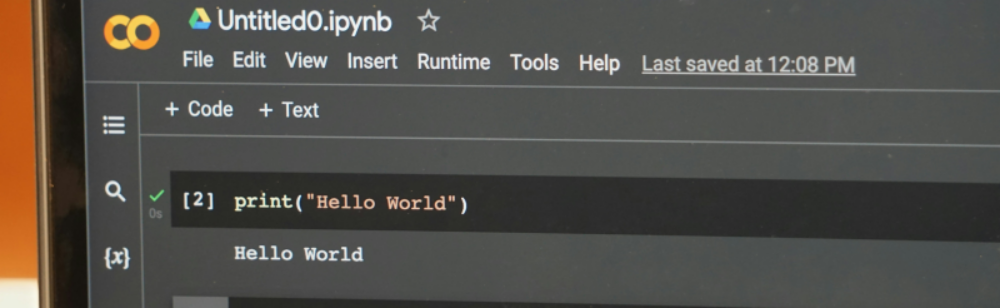 Untitled0.ipynb
File Edit View Insert Runtime Tools Help Last saved at 12:08 PM
+ Code + Text
[2] print("Hello World")
0s
Hello World
{x}